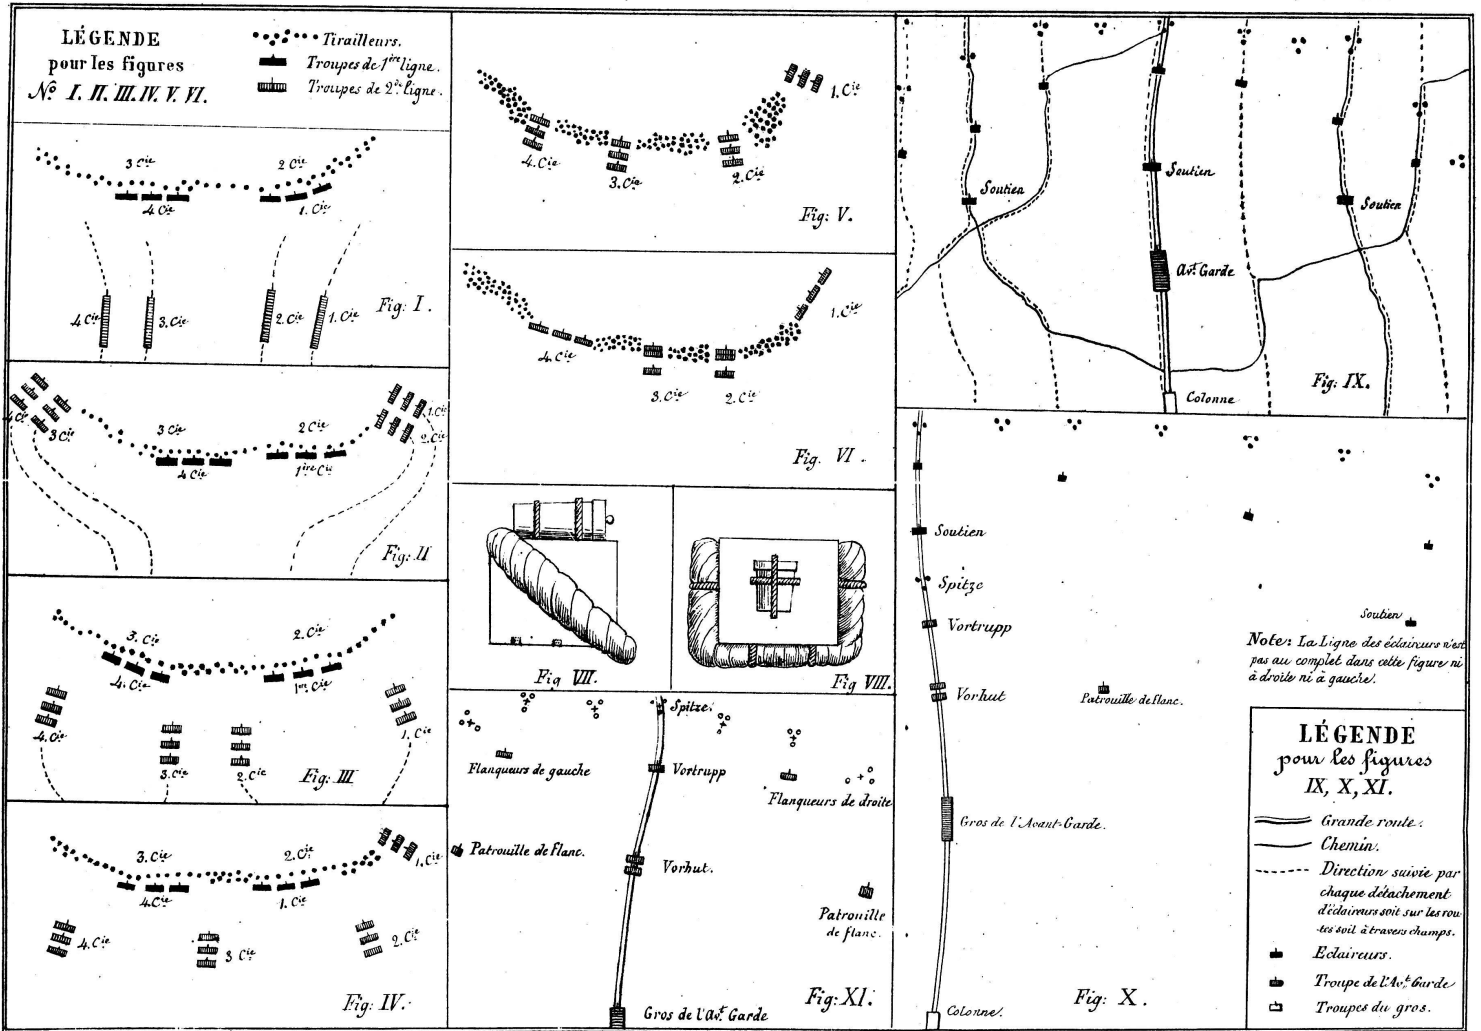 LÉGENDE
pour les figures
Nº I. II. III. IV. V. VI.
Tirailleurs.
Troupes de 1ère ligne.
Troupes de 2de ligne.
3 Cie
2 Cie
4 Cie
1. Cie
4 Cie
3. Cie
2. Cie
1. Cie
Fig: I.
4 Cie
3 Cie
3 Cie
2 Cie
1. Cie
2. Cie
4 Cie
1ère Cie
Fig: II
3. Cie
2. Cie
4. Cie
1re Cie
4. Cie
3. Cie
2. Cie
1. Cie
Fig: III
3. Cie
2. Cie
1. Cie
4. Cie
1. Cie
4. Cie
3 Cie
2. Cie
Fig: IV.
1. Cie
4. Cie
3. Cie
2. Cie
Fig: V.
1. Cie
4. Cie
3. Cie
2. Cie
Fig. VI.
Fig VII.
Fig VIII.
Spitze.
Flanqueurs de gauche
Vortrupp
Flanqueurs de droite
Patrouille de Flanc.
Vorhut.
Patrouille
de flanc.
Fig: XI.
Gros de l'Avt. Garde
Soutien
Soutien
Soutien
Avt. Garde
Fig: IX.
Colonne
Soutien
Spitze
Vortrupp
Soutien
Note: La Ligne des éclaireurs n'est
pas au complet dans cette figure ni
à droite ni à gauche.
Vorhut
Patrouille de flanc.
Gros de l'Avant-Garde.
Fig: X.
Colonne.
LÉGENDE
pour les figures
IX, X, XI.
Grande route.
Chemin.
Direction suivie par
chaque détachement
d'éclaireurs soit sur les rou-
tes soit à travers champs.
Eclaireurs.
Troupe de l'Avt. Garde
Troupes du gros.